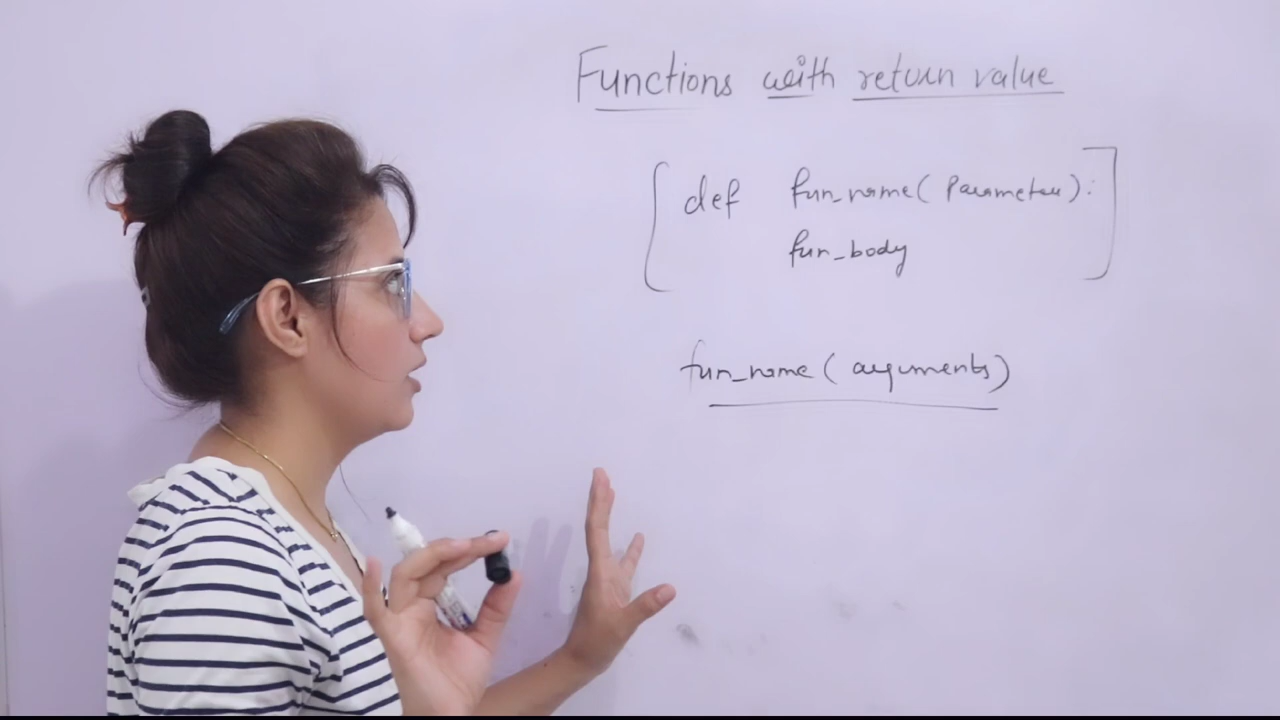 Functions with return value
def fun_name( Parameter):
fun_body
fun_name( arguments)